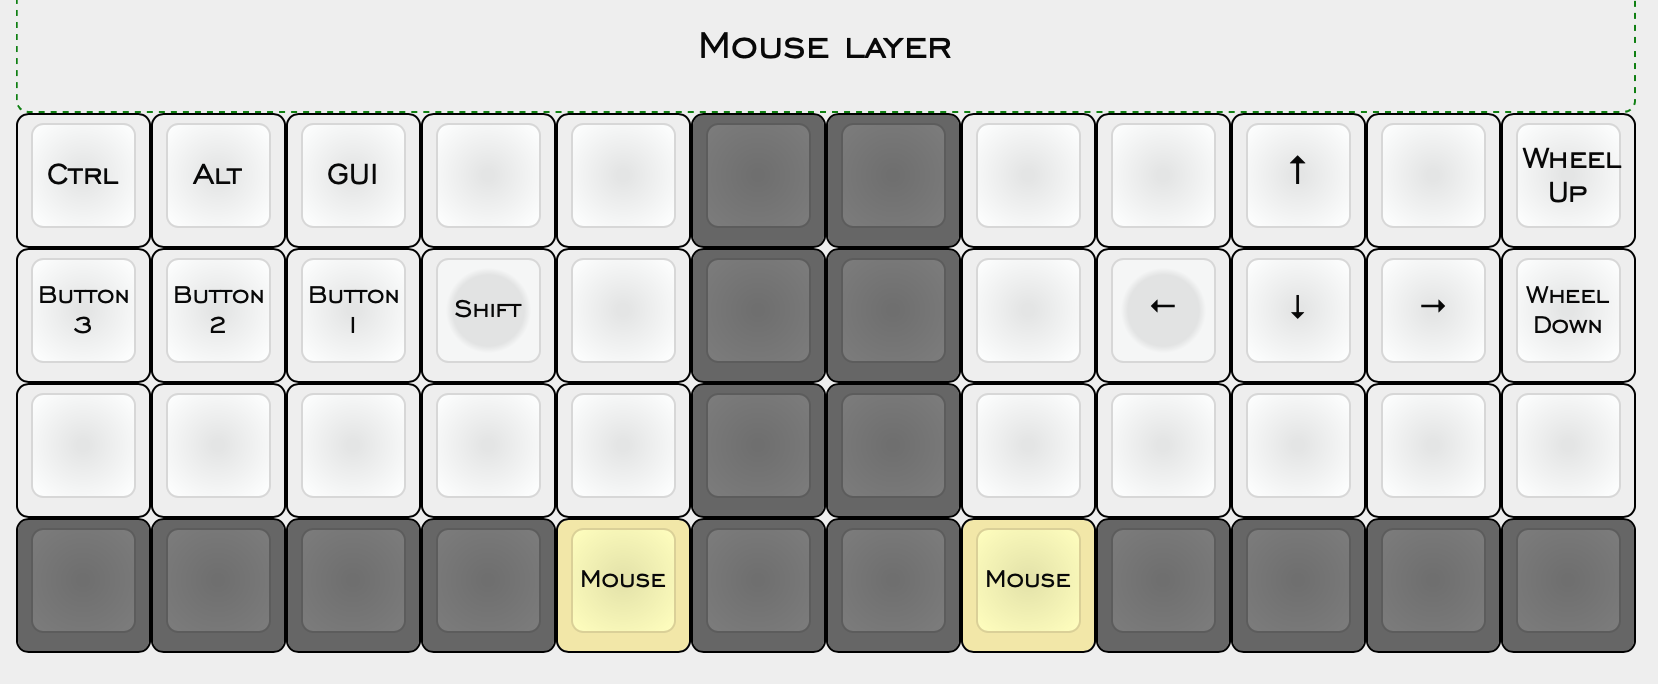 Mouse layer
Ctrl Alt GUI ↑ Wheel Up
Button 3 Button 2 Button 1 Shift ← ↓ → Wheel Down
Mouse Mouse